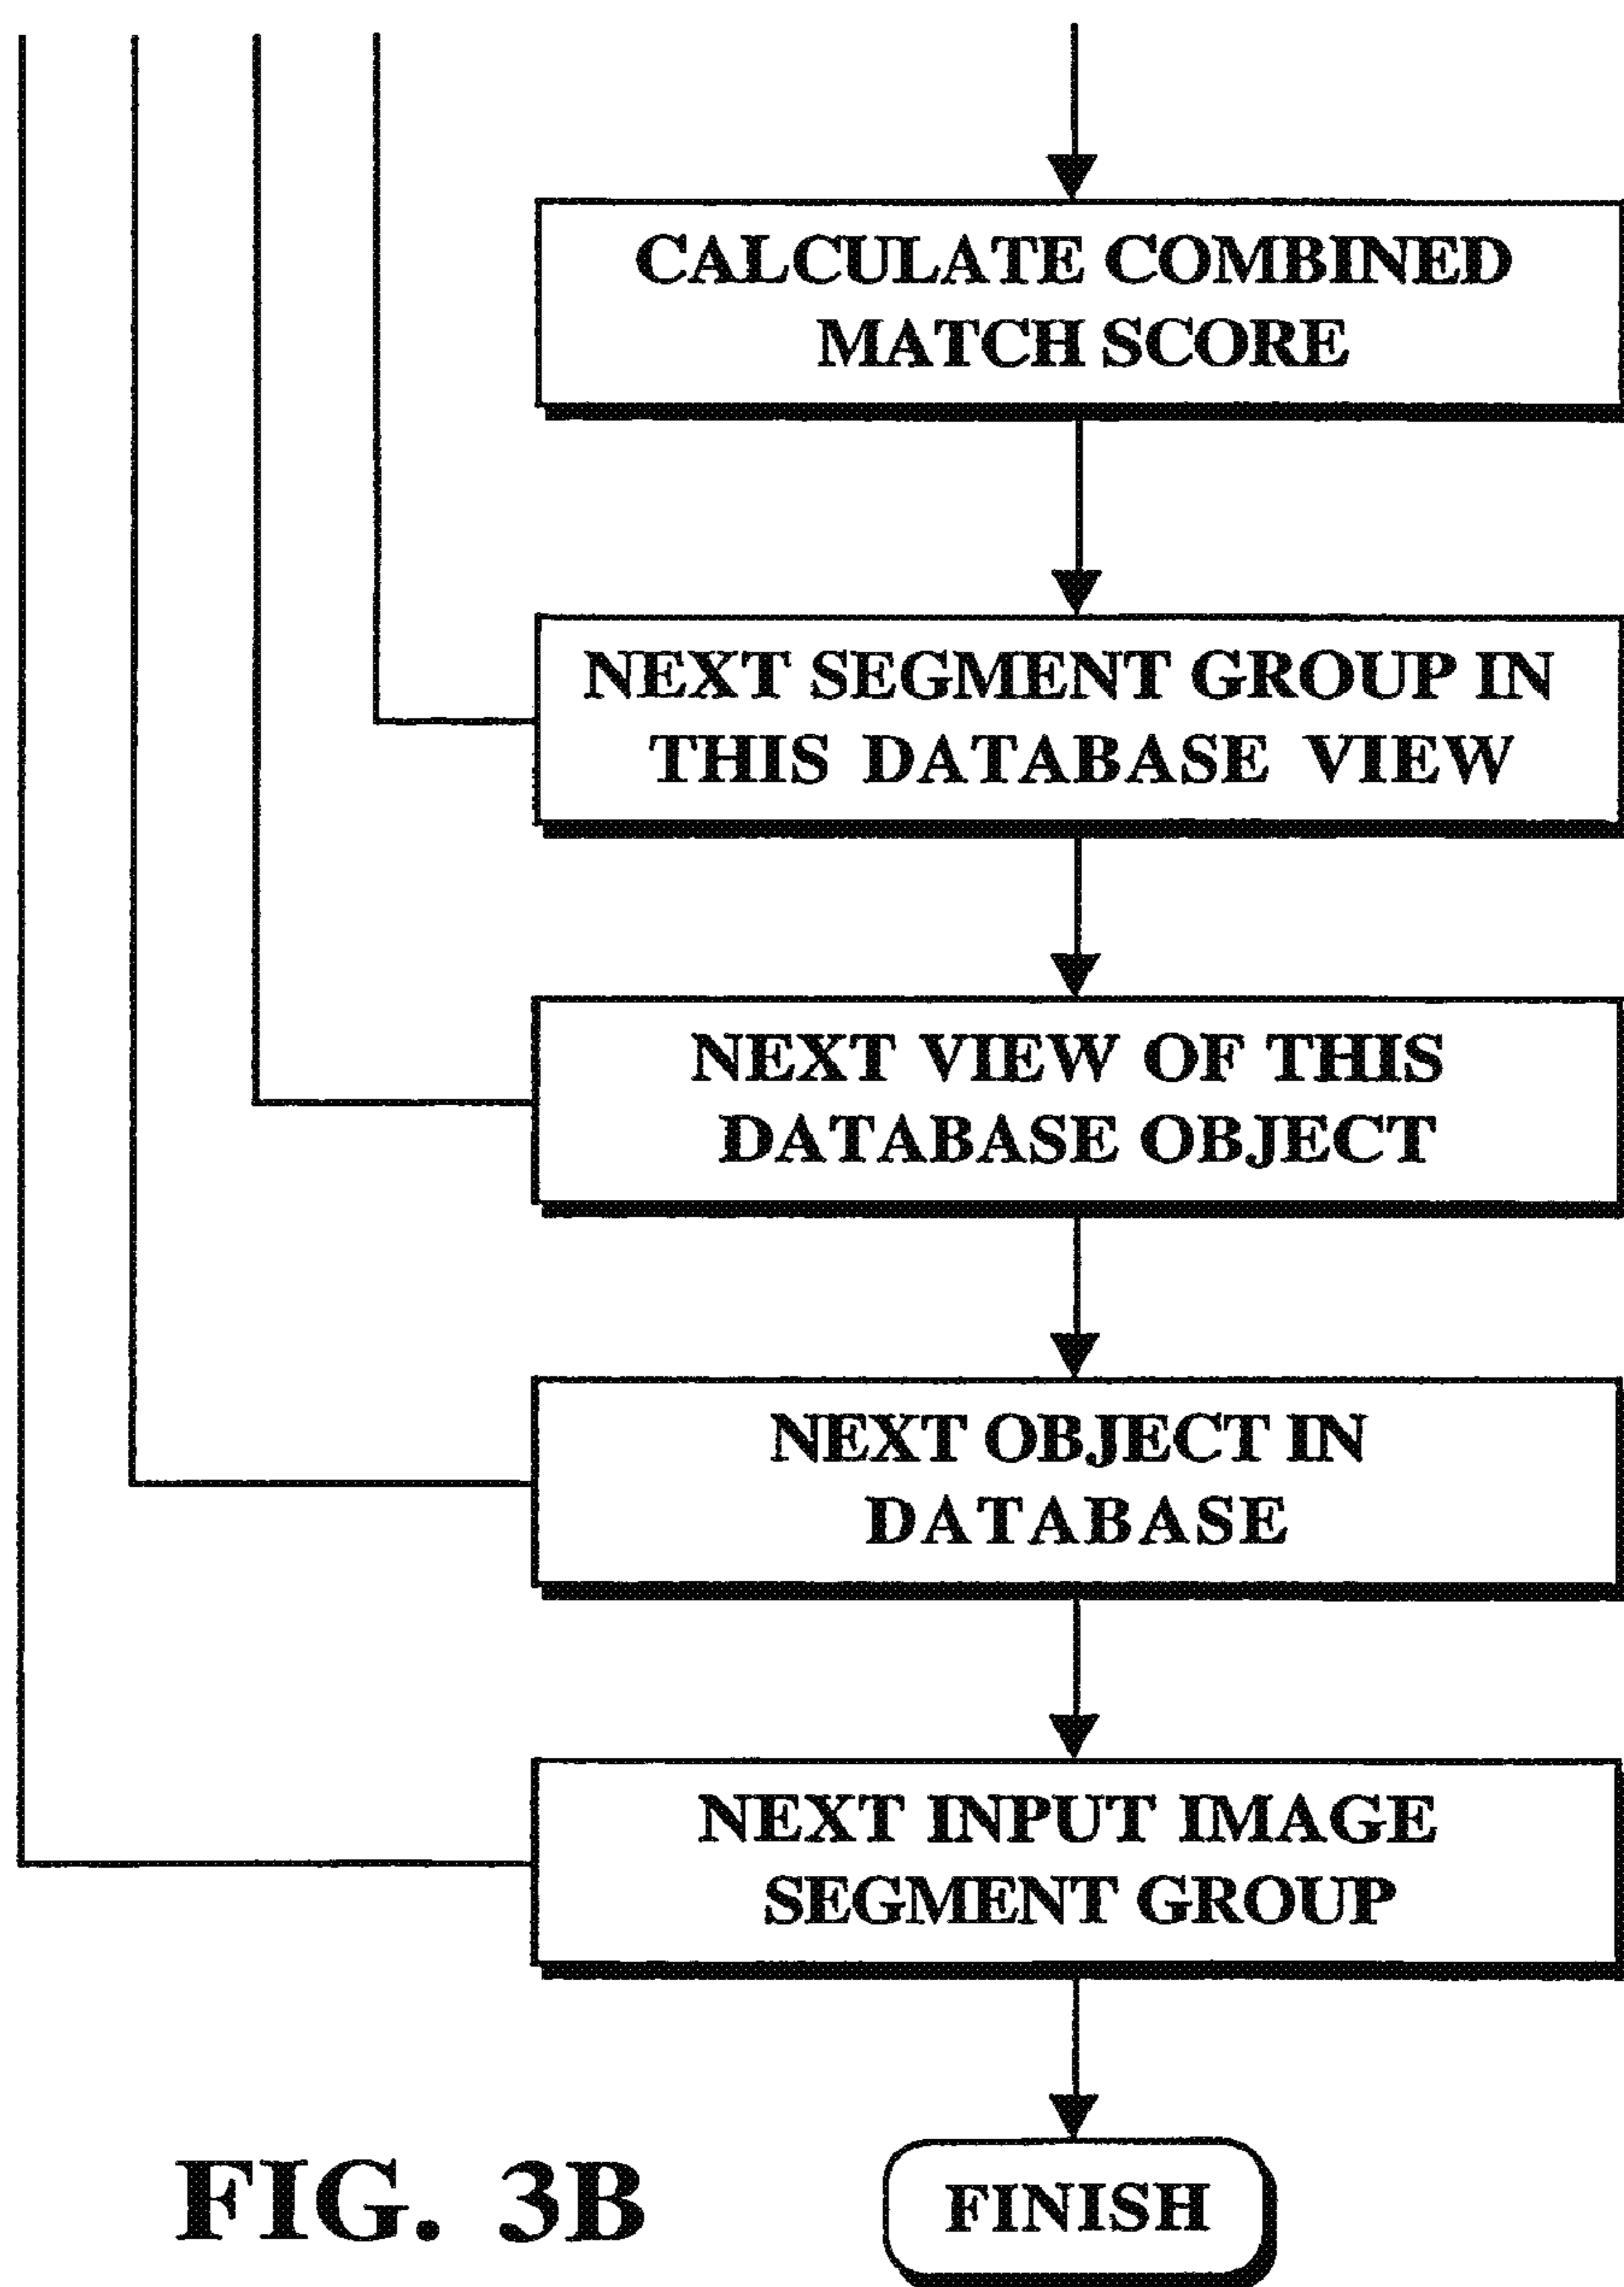 CALCULATE COMBINED
MATCH SCORE
NEXT SEGMENT GROUP IN
THIS DATABASE VIEW
NEXT VIEW OF THIS
DATABASE OBJECT
NEXT OBJECT IN
DATABASE
NEXT INPUT IMAGE
SEGMENT GROUP
FINISH
FIG. 3B